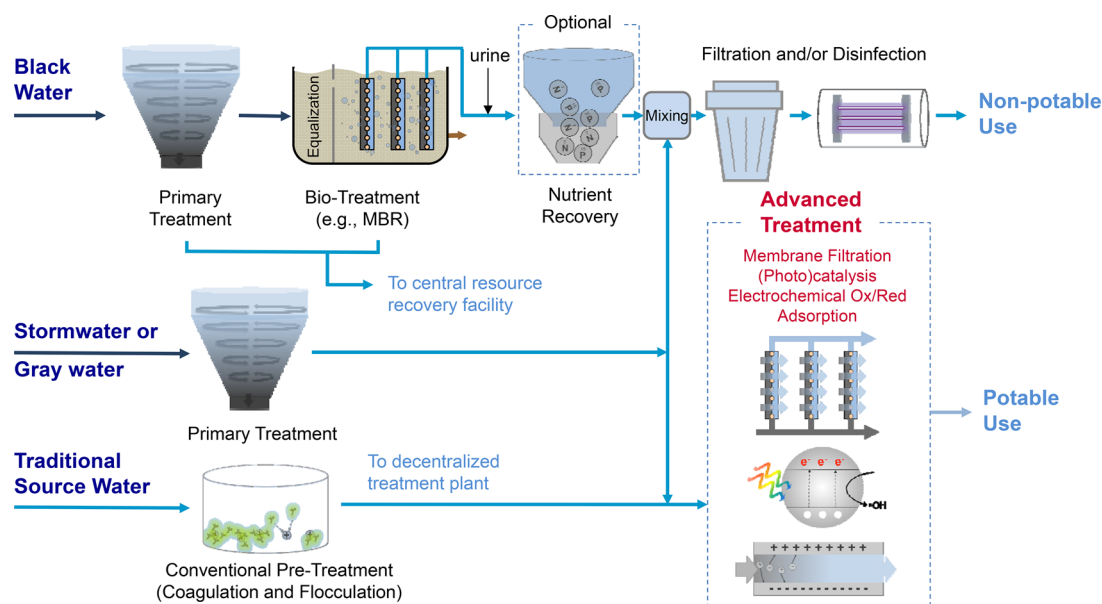 Optional
Black
Water
urine
Filtration and/or Disinfection
Equalization
Mixing
Non-potable
Use
N
P
P
Z
P
N
N
P
Primary
Treatment
Bio-Treatment
(e.g., MBR)
Nutrient
Recovery
Advanced
Treatment
Membrane Filtration
(Photo)catalysis
Electrochemical Ox/Red
Adsorption
To central resource
recovery facility
Stormwater or
Gray water
Primary Treatment
Potable
Use
Traditional
Source Water
To decentralized
treatment plant
e- e- e-
•OH
Conventional Pre-Treatment
(Coagulation and Flocculation)
+ + + + + + + + +
- - - - - - - - - - - - - - -